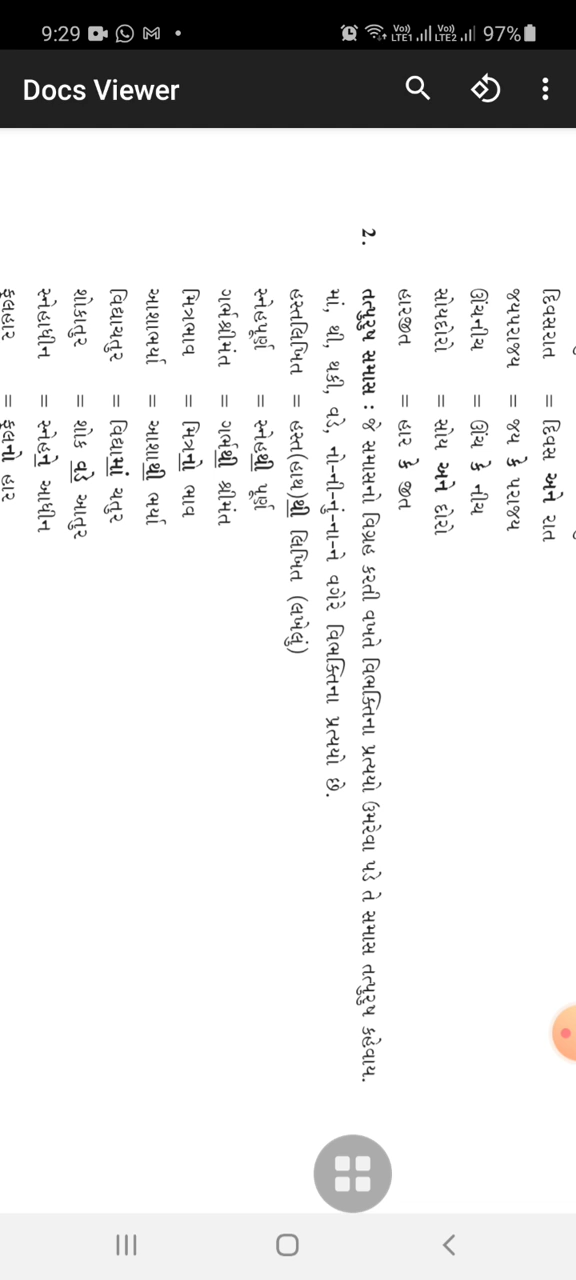 9:29
Vo)) LTE1 Vo)) LTE2 97%
Docs Viewer
દિવસરાત = દિવસ અને રાત
જયપરાજય = જય કે પરાજય
ઊંચનીચ = ઊંચ કે નીચ
સોયદોરો = સોય અને દોરો
હારજીત = હાર કે જીત
2. તત્પુરુષ સમાસ : જે સમાસનો વિગ્રહ કરતી વખતે વિભક્તિના પ્રત્યયો ઉમરેવા પડે તે સમાસ તત્પુરુષ કહેવાય.
માં, થી, થકી, વડે, નો-ની-નું-ના-ને વગેરે વિભક્તિના પ્રત્યયો છે.
હસ્તલિખિત = હસ્ત(હાથ)થી લિખિત (લખેલું)
સ્નેહપૂર્ણ = સ્નેહથી પૂર્ણ
ગર્ભશ્રીમંત = ગર્ભથી શ્રીમંત
મિત્રભાવ = મિત્રનો ભાવ
આશાભર્યા = આશાથી ભર્યા
વિદ્યાચતુર = વિદ્યામાં ચતુર
શોકાતુર = શોક વડે આતુર
સ્નેહાધીન = સ્નેહને આધીન
ફૂલહાર = ફૂલનો હાર